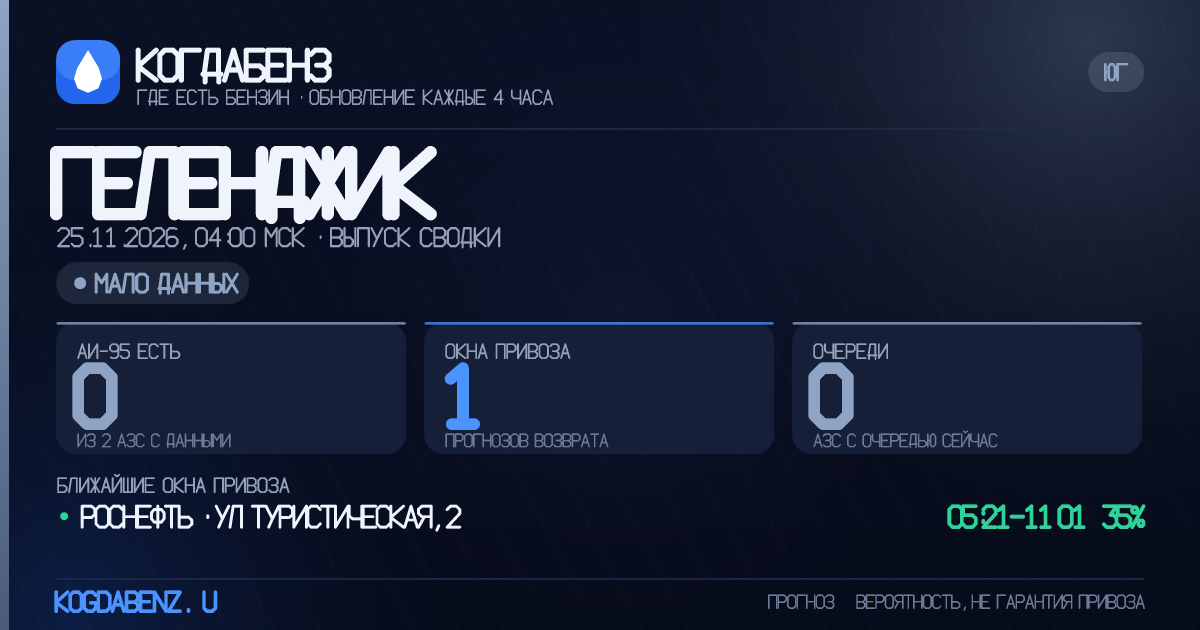 КОГДАБЕНЗ
ГДЕ ЕСТЬ БЕНЗИН · ОБНОВЛЕНИЕ КАЖДЫЕ 4 ЧАСА
ЮГ
ГЕЛЕНДЖИК
25.11.2026, 04:00 МСК · ВЫПУСК СВОДКИ
МАЛО ДАННЫХ
АИ-95 ЕСТЬ
0
ИЗ 2 АЗС С ДАННЫМИ
ОКНА ПРИВОЗА
1
ПРОГНОЗОВ ВОЗВРАТА
ОЧЕРЕДИ
0
АЗС С ОЧЕРЕДЬЮ СЕЙЧАС
БЛИЖАЙШИЕ ОКНА ПРИВОЗА
• РОСНЕФТЬ · УЛ ТУРИСТИЧЕСКАЯ, 2
05:21-11 01 35%
KOGDABENZ. U
ПРОГНОЗ ВЕРОЯТНОСТЬ, НЕ ГАРАНТИЯ ПРИВОЗА